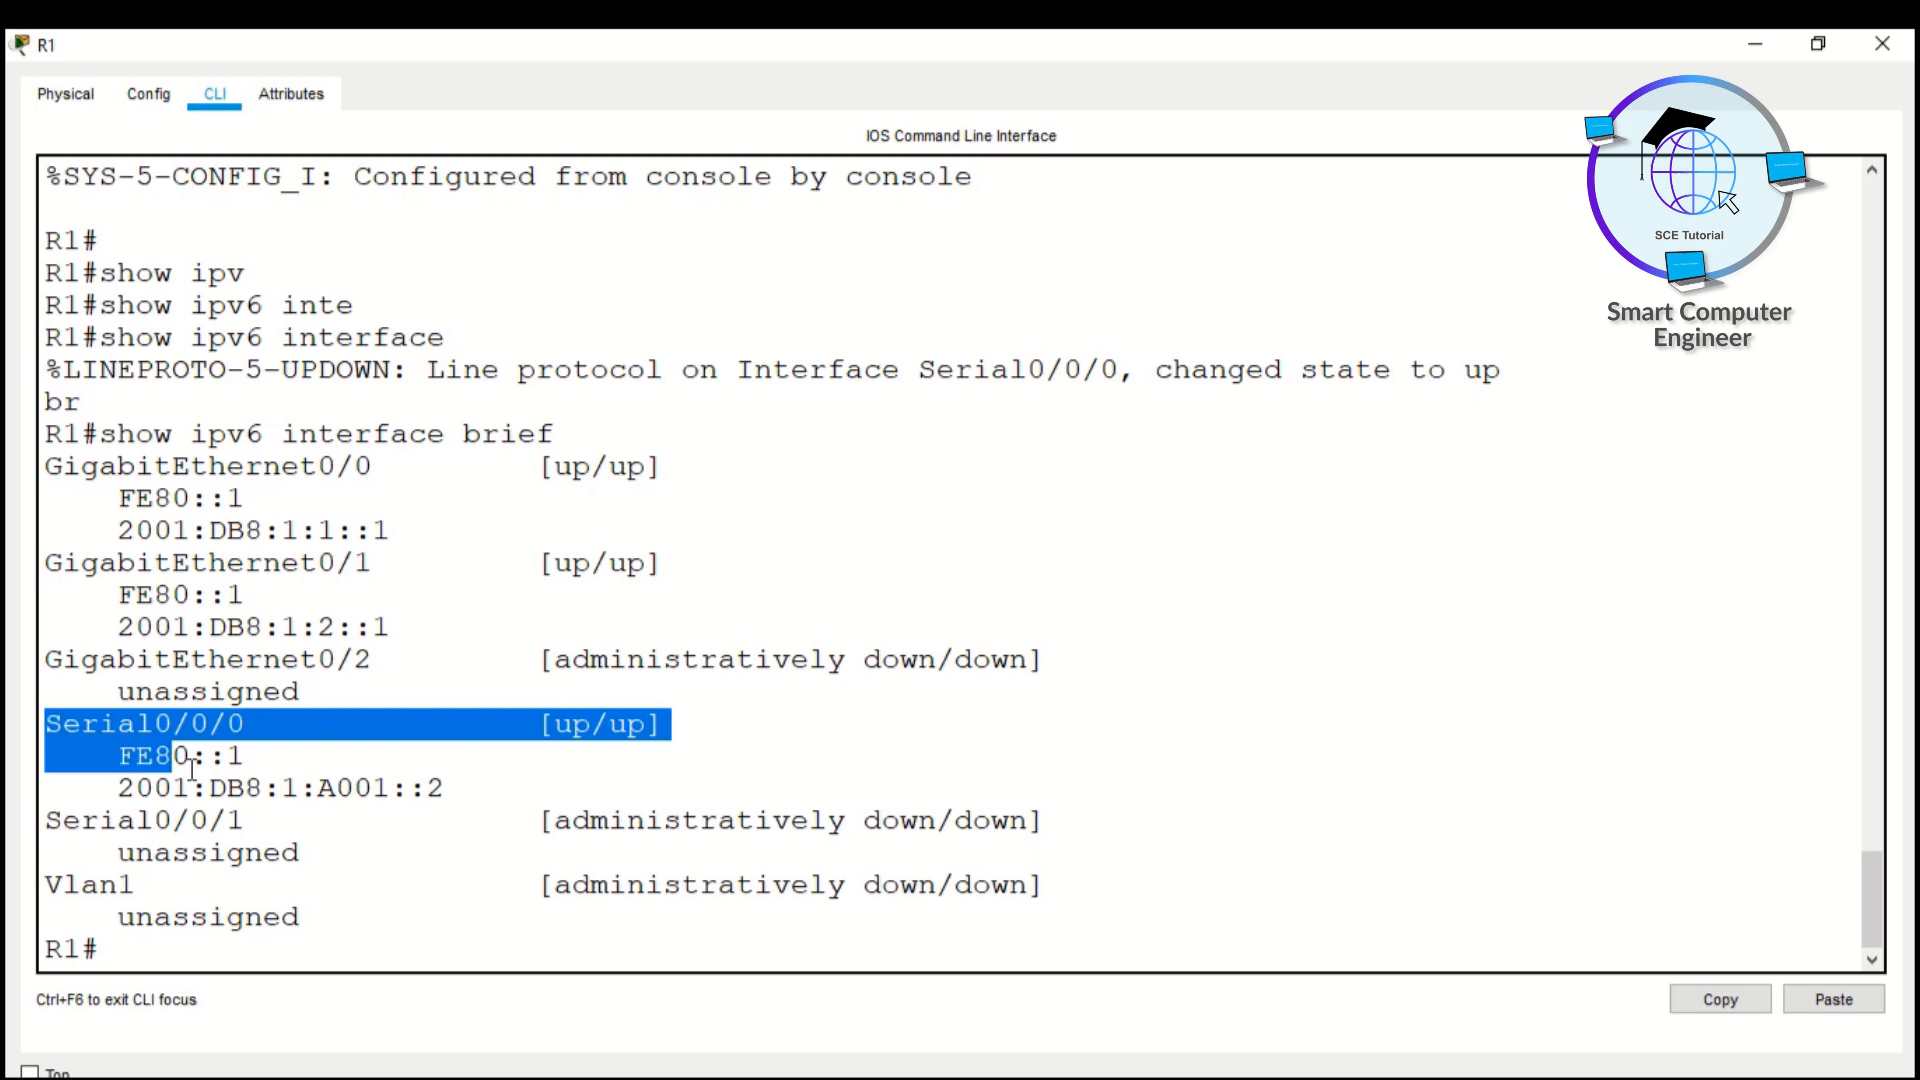 R1
Physical Config CLI Attributes
IOS Command Line Interface
%SYS-5-CONFIG_I: Configured from console by console
R1#
R1#show ipv
R1#show ipv6 inte
R1#show ipv6 interface
%LINEPROTO-5-UPDOWN: Line protocol on Interface Serial0/0/0, changed state to up
br
R1#show ipv6 interface brief
GigabitEthernet0/0 [up/up]
FE80::1
2001:DB8:1:1::1
GigabitEthernet0/1 [up/up]
FE80::1
2001:DB8:1:2::1
GigabitEthernet0/2 [administratively down/down]
unassigned
Serial0/0/0 [up/up]
FE80::1
2001:DB8:1:A001::2
Serial0/0/1 [administratively down/down]
unassigned
Vlan1 [administratively down/down]
unassigned
R1#
Ctrl+F6 to exit CLI focus
Copy Paste
Top
SCE Tutorial
Smart Computer
Engineer